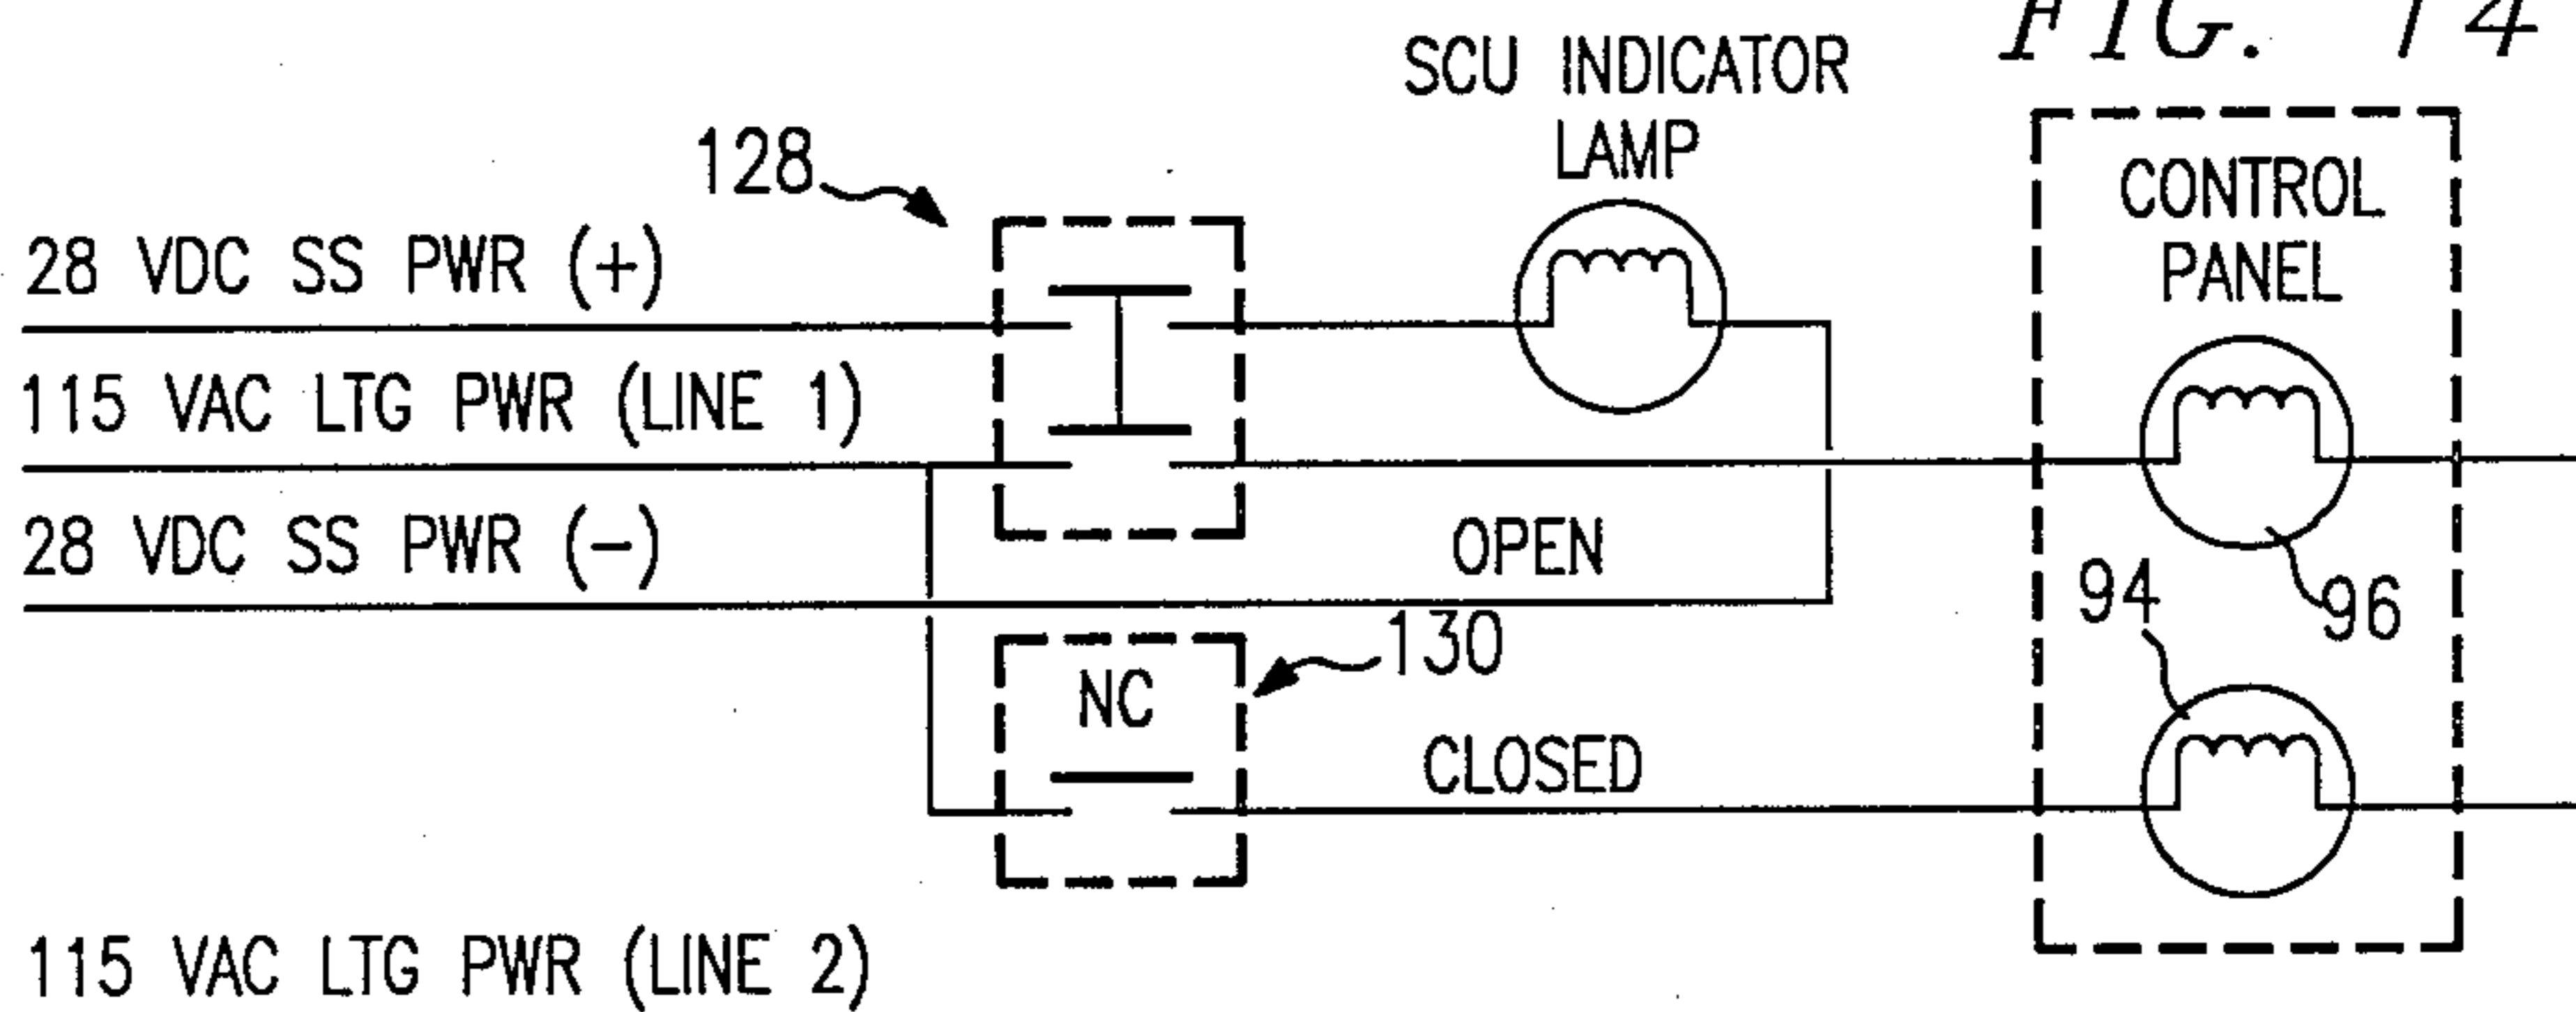 FIG. 14
SCU INDICATOR
LAMP
128
CONTROL
PANEL
28 VDC SS PWR (+)
115 VAC LTG PWR (LINE 1)
28 VDC SS PWR (-)
OPEN
94
96
130
NC
CLOSED
115 VAC LTG PWR (LINE 2)